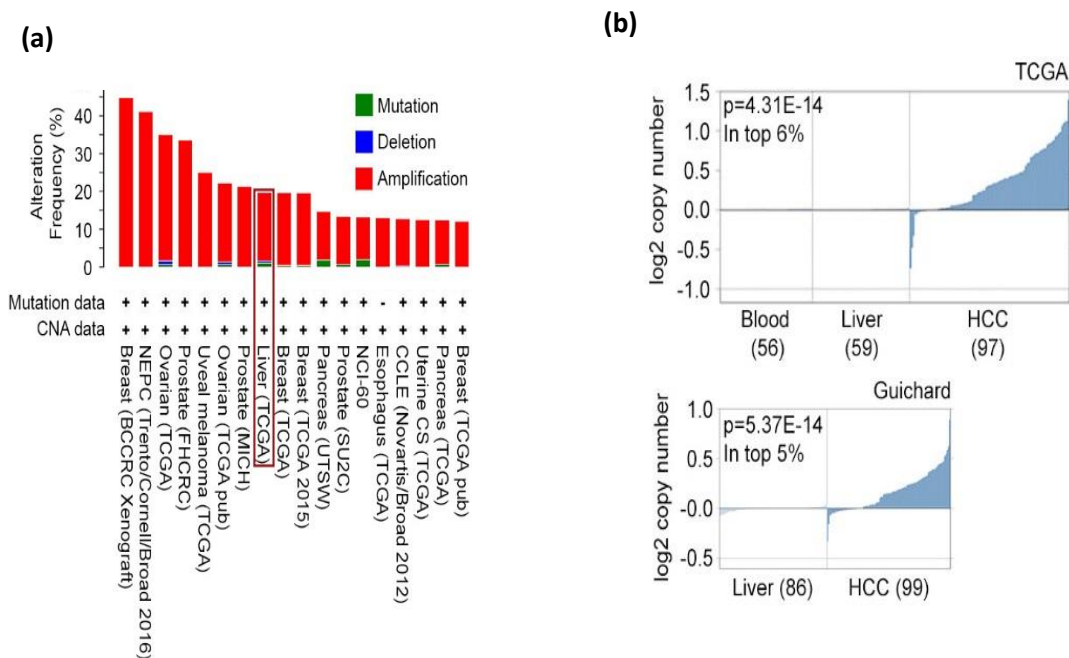 (a)
Alteration
Frequency (%)
40
30
20
10
0
Mutation
Deletion
Amplification
Mutation data + + + + + + + + + + + + + - + + + +
CNA data + + + + + + + + + + + + + + + + + +
Breast (BCCRC Xenograft)
NEPC (Trento/Cornell/Broad 2016)
Ovarian (TCGA)
Prostate (FHCRC)
Uveal melanoma (TCGA)
Ovarian (TCGA pub)
Prostate (MICH)
Liver (TCGA)
Breast (TCGA)
Breast (TCGA 2015)
Pancreas (UTSW)
Prostate (SU2C)
NCI-60
Esophagus (TCGA)
CCLE (Novartis/Broad 2012)
Uterine CS (TCGA)
Pancreas (TCGA)
Breast (TCGA pub)
(b)
TCGA
log2 copy number
1.5
1.0
0.5
0.0
-0.5
-1.0
p=4.31E-14
In top 6%
Blood
(56)
Liver
(59)
HCC
(97)
Guichard
log2 copy number
1.0
0.5
-0.0
-0.5
p=5.37E-14
In top 5%
Liver (86)
HCC (99)